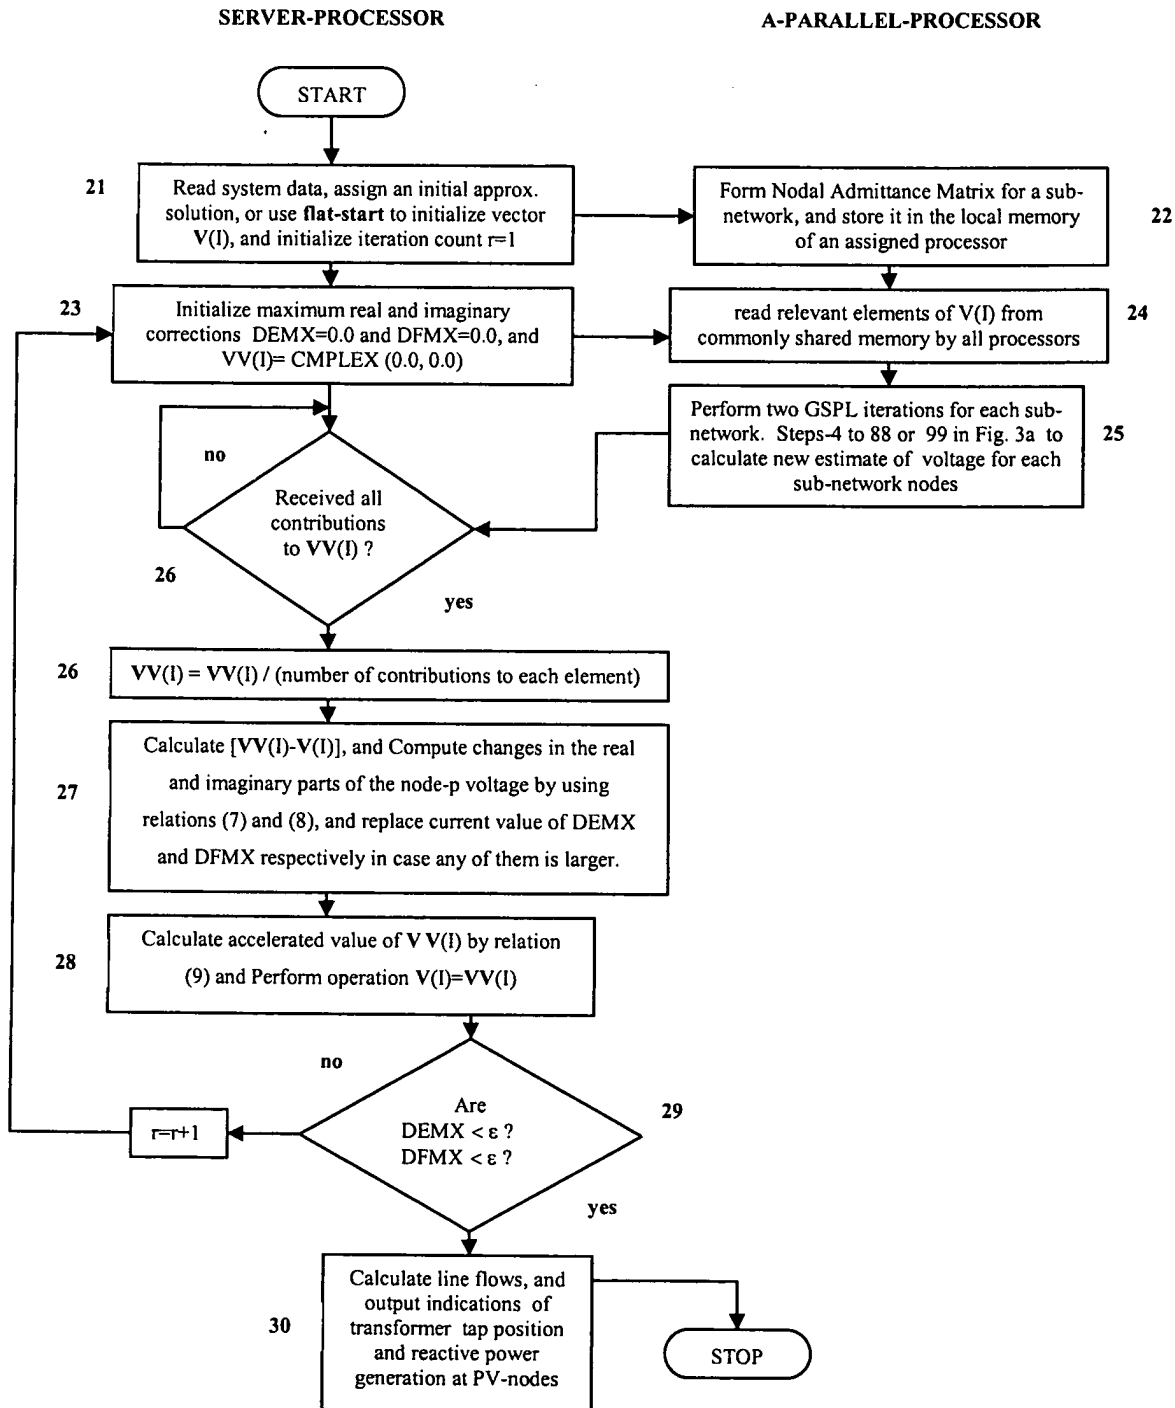 SERVER-PROCESSOR
A-PARALLEL-PROCESSOR
START
21
Read system data, assign an initial approx.
solution, or use flat-start to initialize vector
V(I), and initialize iteration count r=1
Form Nodal Admittance Matrix for a sub-
network, and store it in the local memory
of an assigned processor
22
23
Initialize maximum real and imaginary
corrections DEMX=0.0 and DFMX=0.0, and
VV(I)= CMPLEX (0.0, 0.0)
read relevant elements of V(I) from
commonly shared memory by all processors
24
Perform two GSPL iterations for each sub-
network. Steps-4 to 88 or 99 in Fig. 3a to
calculate new estimate of voltage for each
sub-network nodes
25
no
Received all
contributions
to VV(I) ?
26
yes
26
VV(I) = VV(I) / (number of contributions to each element)
27
Calculate [VV(I)-V(I)], and Compute changes in the real
and imaginary parts of the node-p voltage by using
relations (7) and (8), and replace current value of DEMX
and DFMX respectively in case any of them is larger.
28
Calculate accelerated value of V V(I) by relation
(9) and Perform operation V(I)=VV(I)
no
Are
DEMX < ε ?
DFMX < ε ?
29
r=r+1
yes
30
Calculate line flows, and
output indications of
transformer tap position
and reactive power
generation at PV-nodes
STOP